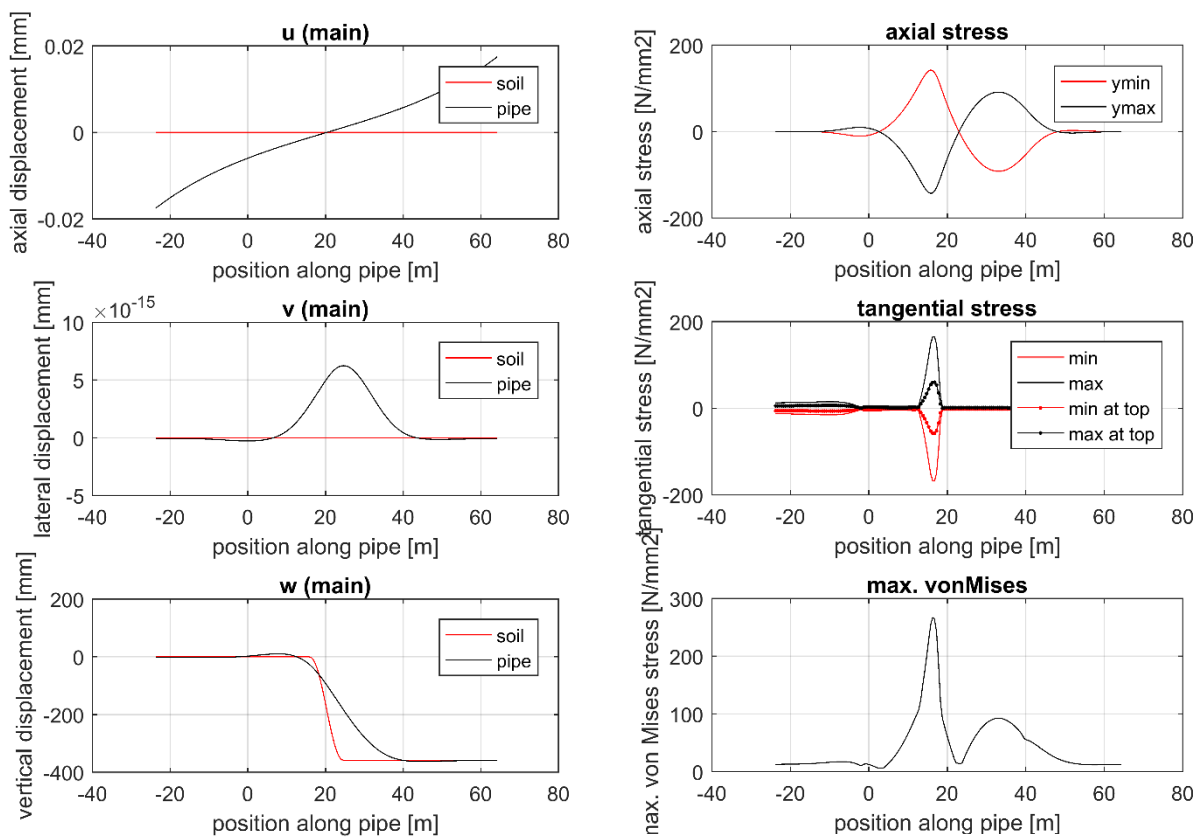 u (main)
axial displacement [mm]
0.02
0
-0.02
soil
pipe
-40 -20 0 20 40 60 80
position along pipe [m]
axial stress
axial stress [N/mm2]
200
0
-200
ymin
ymax
-40 -20 0 20 40 60 80
position along pipe [m]
v (main)
lateral displacement [mm]
×10-15
10
5
0
-5
soil
pipe
-40 -20 0 20 40 60 80
position along pipe [m]
tangential stress
tangential stress [N/mm2]
200
0
-200
min
max
min at top
max at top
-40 -20 0 20 40 60 80
position along pipe [m]
w (main)
vertical displacement [mm]
200
0
-200
-400
soil
pipe
-40 -20 0 20 40 60 80
position along pipe [m]
max. vonMises
max. von Mises stress [N/mm2]
300
200
100
0
-40 -20 0 20 40 60 80
position along pipe [m]